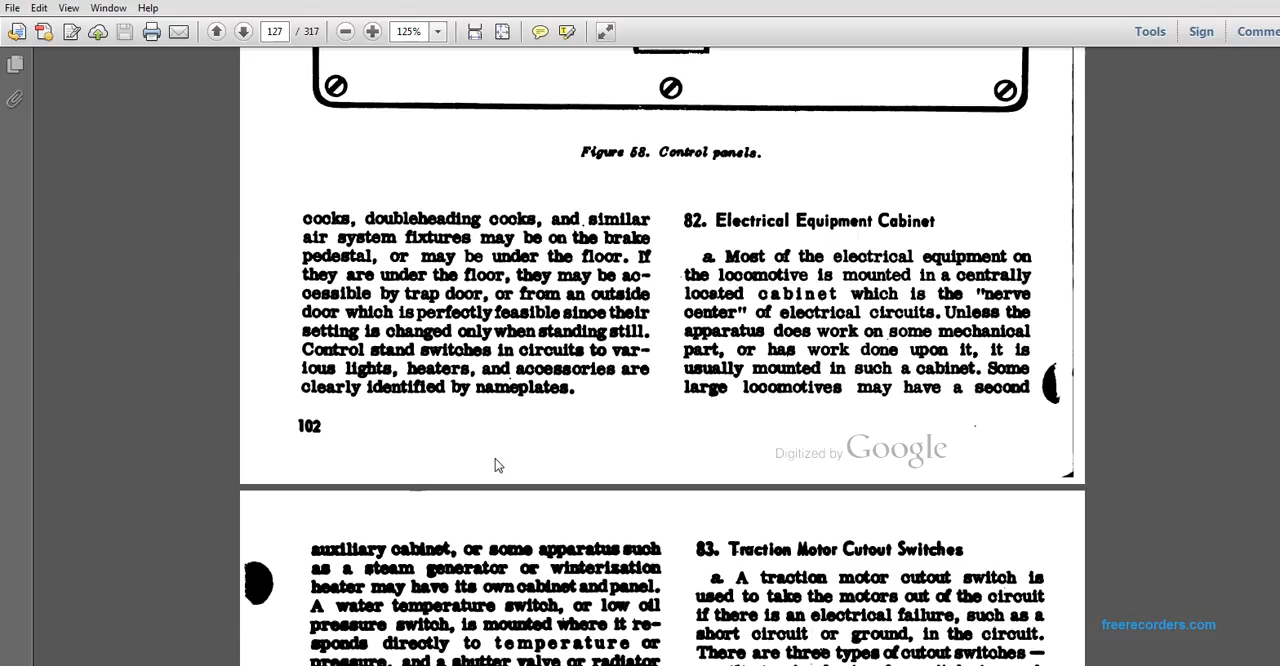 File Edit View Window Help
127 / 317
125%
Tools Sign Comme
Figure 58. Control panels.
cocks, doubleheading cocks, and similar
air system fixtures may be on the brake
pedestal, or may be under the floor. If
they are under the floor, they may be ac-
cessible by trap door, or from an outside
door which is perfectly feasible since their
setting is changed only when standing still.
Control stand switches in circuits to var-
ious lights, heaters, and accessories are
clearly identified by nameplates.
102
82. Electrical Equipment Cabinet
a. Most of the electrical equipment on
the locomotive is mounted in a centrally
located cabinet which is the "nerve
center" of electrical circuits. Unless the
apparatus does work on some mechanical
part, or has work done upon it, it is
usually mounted in such a cabinet. Some
large locomotives may have a second
Digitized by Google
auxiliary cabinet, or some apparatus such
as a steam generator or winterization
heater may have its own cabinet and panel.
A water temperature switch, or low oil
pressure switch, is mounted where it re-
sponds directly to temperature or
pressure, and a shutter valve or radiator
83. Traction Motor Cutout Switches
a. A traction motor cutout switch is
used to take the motors out of the circuit
if there is an electrical failure, such as a
short circuit or ground, in the circuit.
There are three types of cutout switches —
freerecorders.com